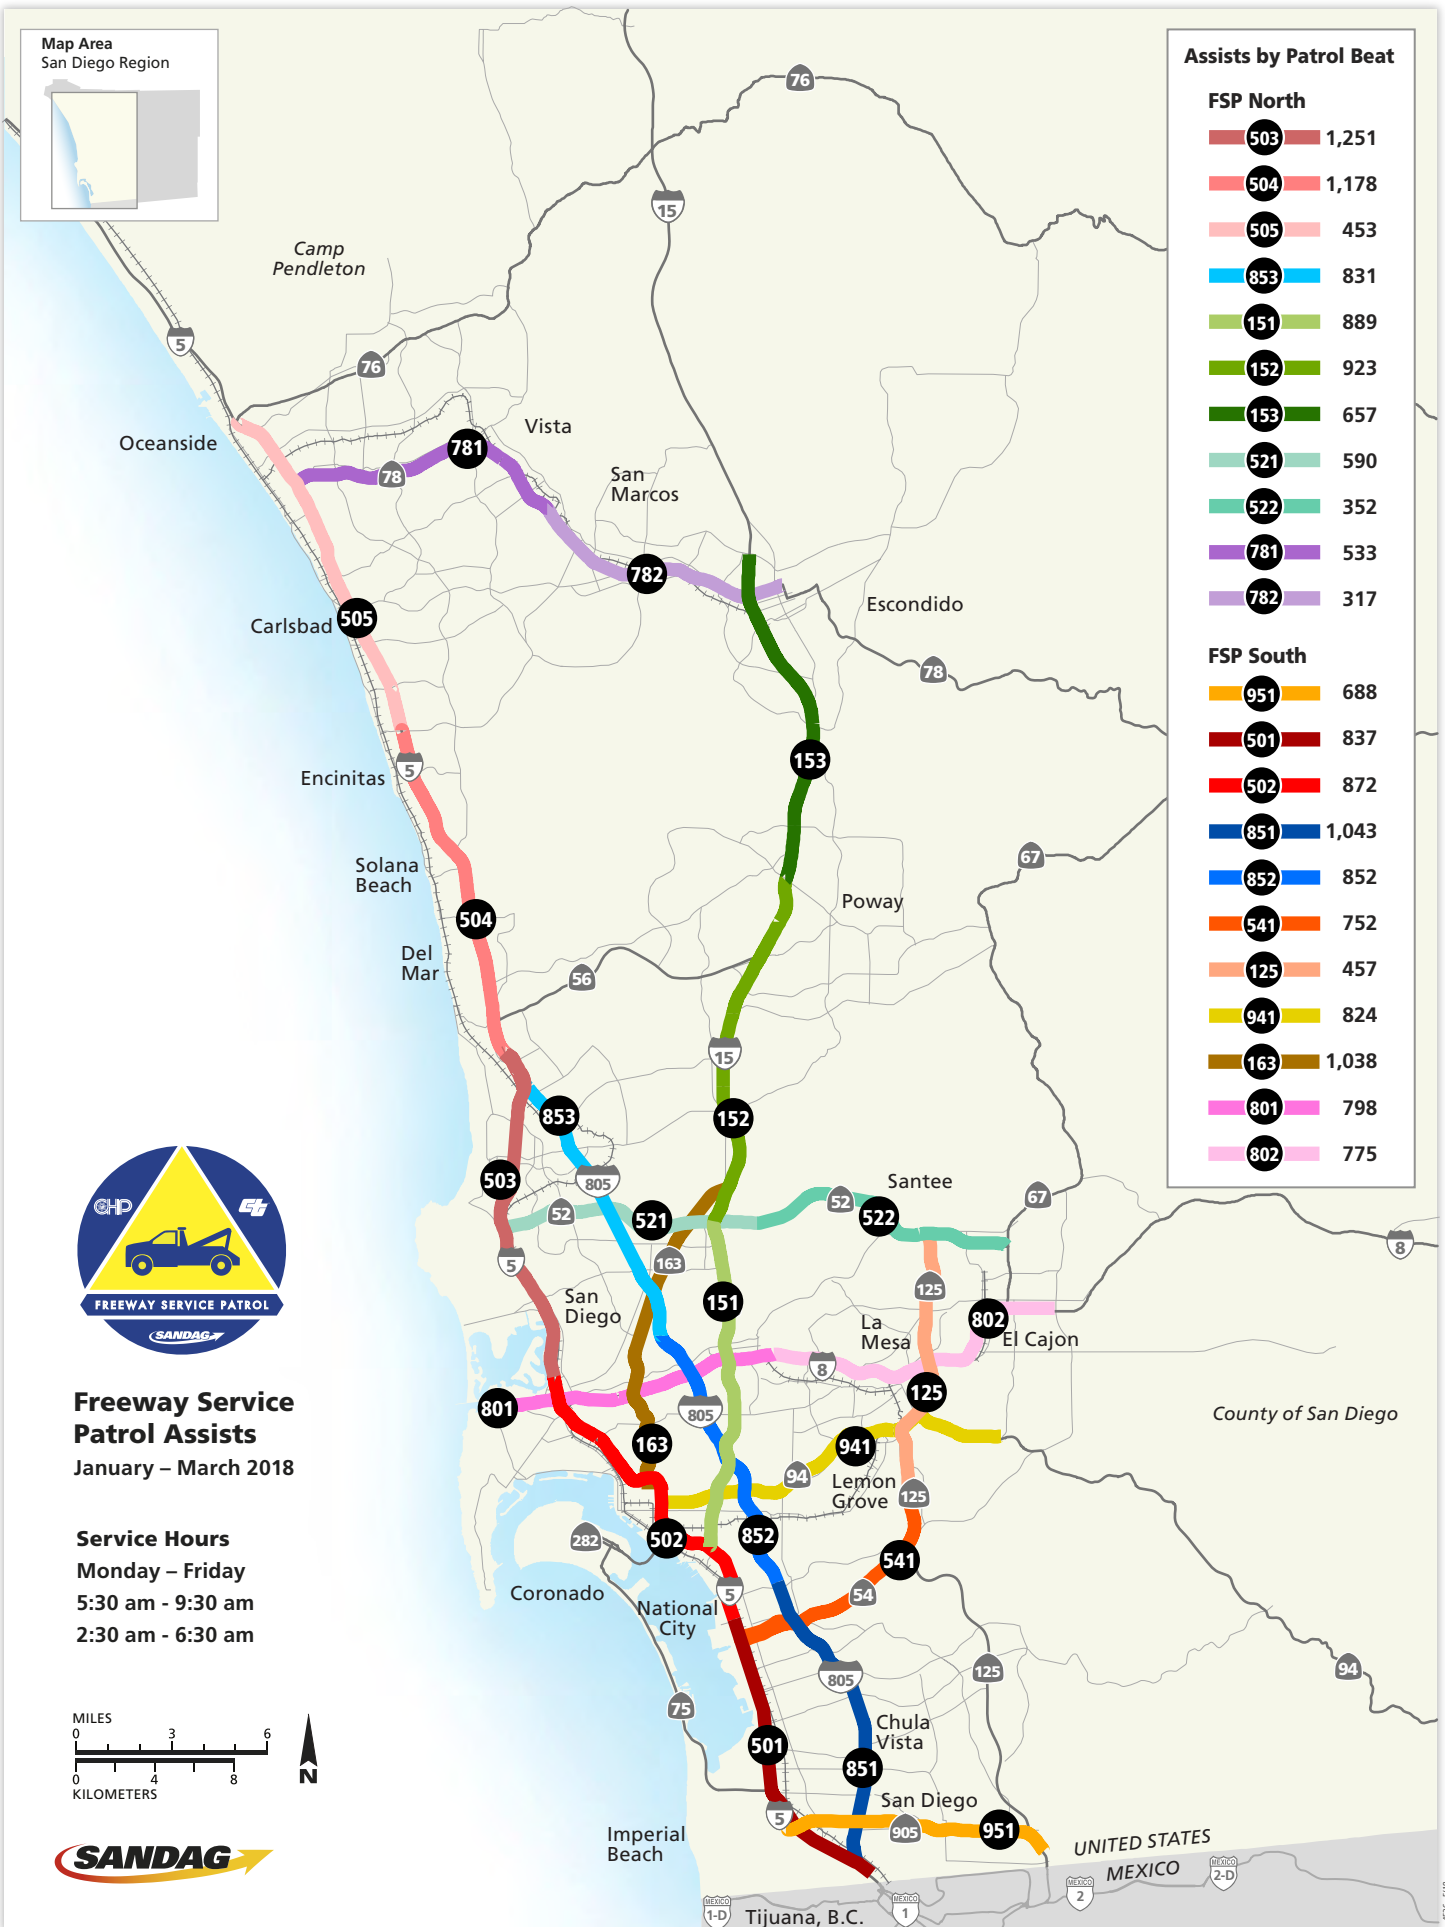 Map Area
San Diego Region
76
15
Camp
Pendleton
5
76
Oceanside
Vista
781
78
San
Marcos
782
Escondido
505
Carlsbad
78
153
5
Encinitas
67
Solana
Beach
Poway
504
Del
Mar
56
15
853
152
503
805
Santee
52
52
521
522
67
5
163
8
125
San
Diego
151
802
La
Mesa
El Cajon
8
125
801
805
County of San Diego
163
941
94
Lemon
Grove
125
282
502
852
541
Coronado
5
54
National
City
805
125
94
75
Chula
Vista
501
851
San Diego
5
905
951
Imperial
Beach
UNITED STATES
MEXICO
MEXICO
1-D
MEXICO
1
MEXICO
2
MEXICO
2-D
Tijuana, B.C.
Assists by Patrol Beat
FSP North
503 1,251
504 1,178
505 453
853 831
151 889
152 923
153 657
521 590
522 352
781 533
782 317
FSP South
951 688
501 837
502 872
851 1,043
852 852
541 752
125 457
941 824
163 1,038
801 798
802 775
CHP
ct
FREEWAY SERVICE PATROL
SANDAG
Freeway Service
Patrol Assists
January – March 2018
Service Hours
Monday – Friday
5:30 am - 9:30 am
2:30 am - 6:30 am
MILES
0 3 6
0 4 8
KILOMETERS
N
SANDAG